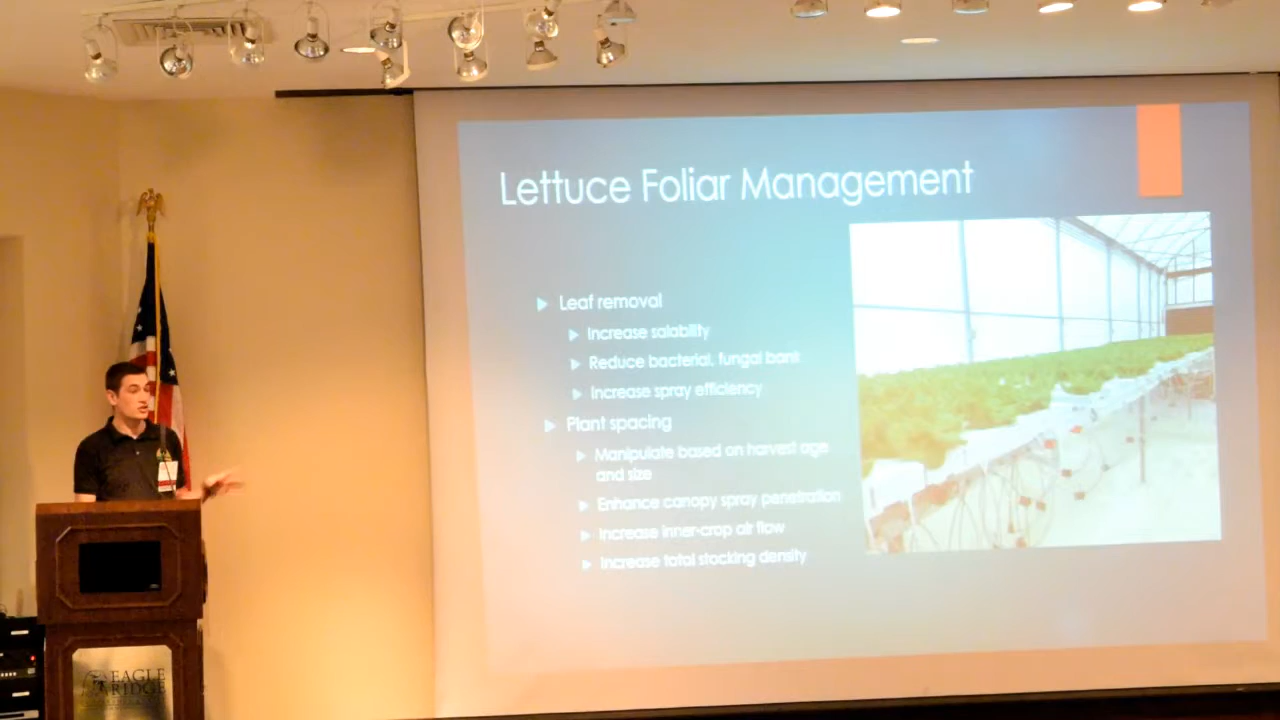 Lettuce Foliar Management
Leaf removal
Increase salability
Reduce bacterial, fungal bank
Increase spray efficiency
Plant spacing
Manipulate based on harvest age
and size
Enhance canopy spray penetration
Increase inner-crop air flow
Increase total stocking density
EAGLE
RIDGE